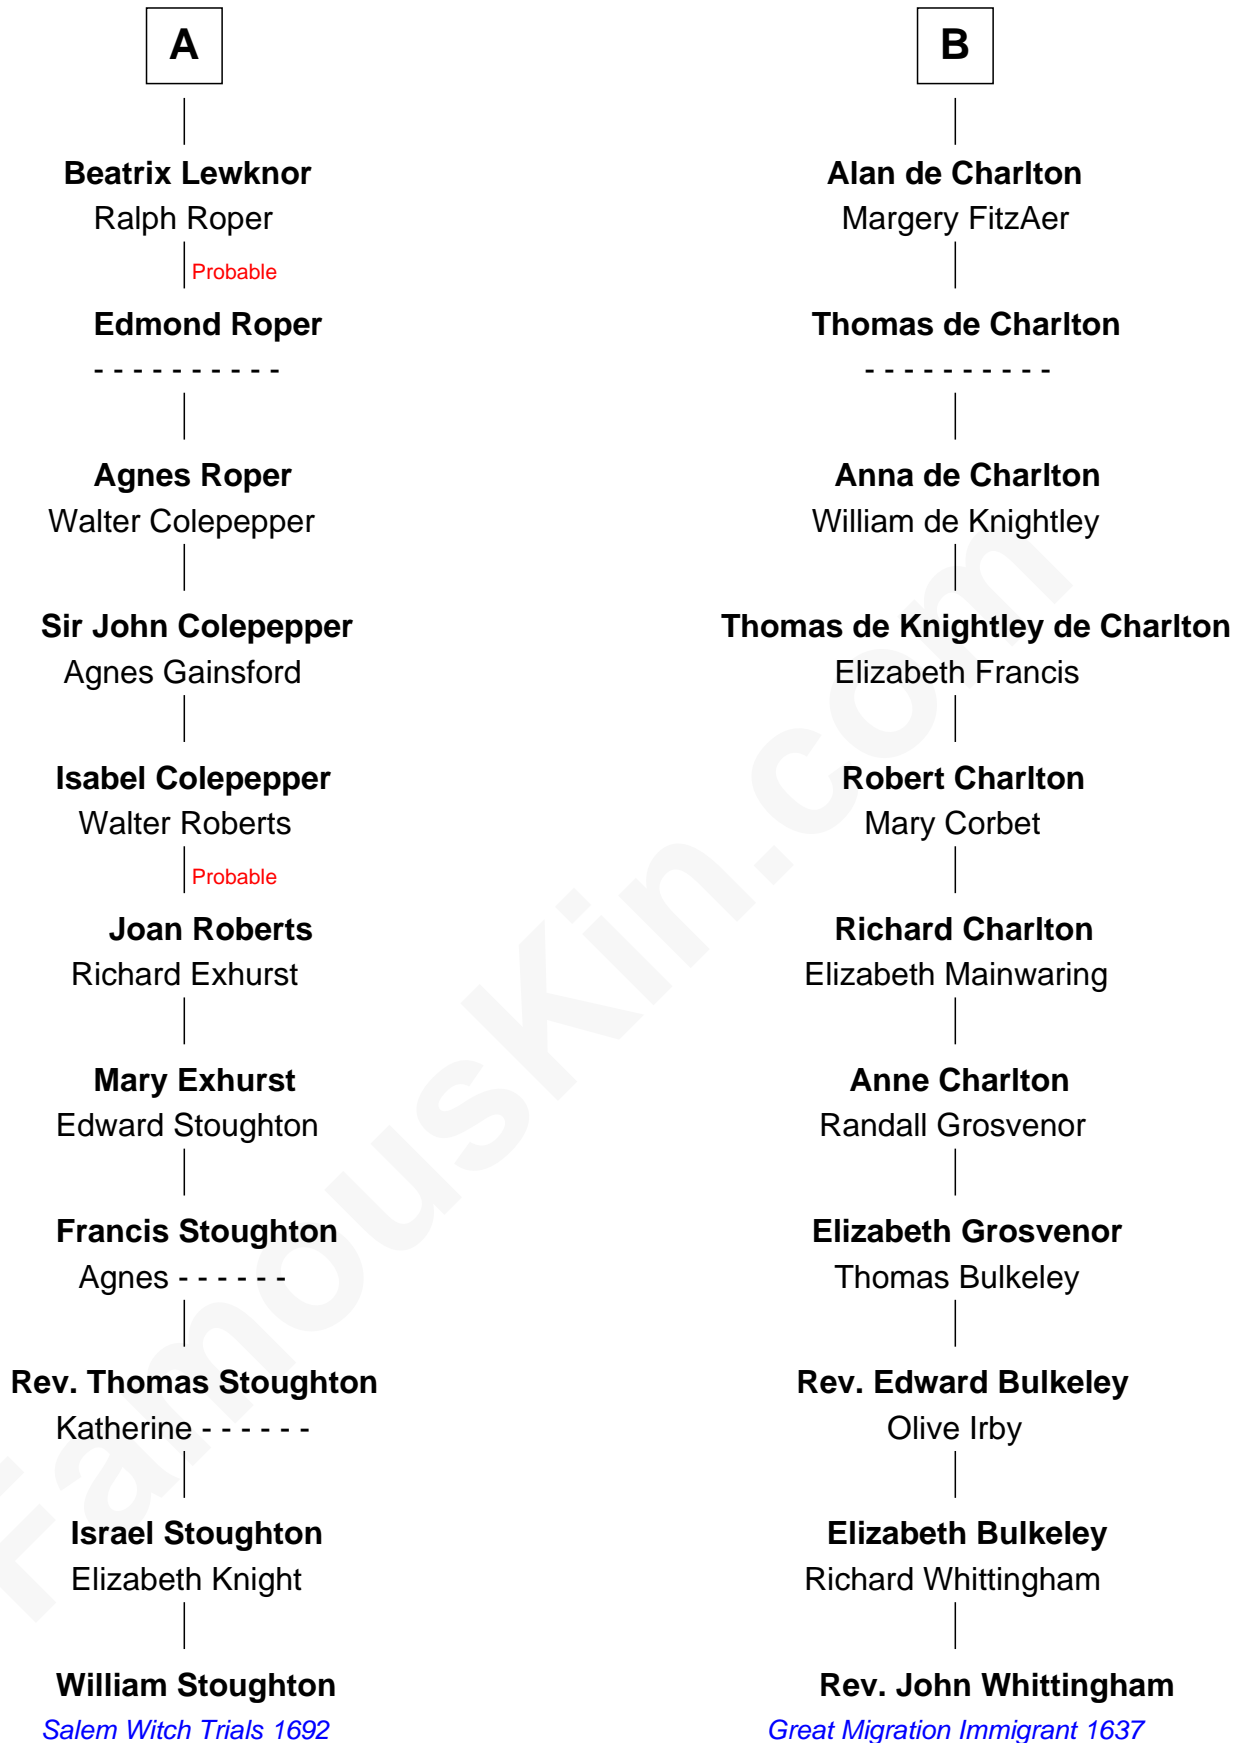 A
Beatrix Lewknor
Ralph Roper
Probable
Edmond Roper
- - - - - - - - - -
Agnes Roper
Walter Colepepper
Sir John Colepepper
Agnes Gainsford
Isabel Colepepper
Walter Roberts
Probable
Joan Roberts
Richard Exhurst
Mary Exhurst
Edward Stoughton
Francis Stoughton
Agnes - - - - - -
Rev. Thomas Stoughton
Katherine - - - - - -
Israel Stoughton
Elizabeth Knight
William Stoughton
Salem Witch Trials 1692
B
Alan de Charlton
Margery FitzAer
Thomas de Charlton
- - - - - - - - - -
Anna de Charlton
William de Knightley
Thomas de Knightley de Charlton
Elizabeth Francis
Robert Charlton
Mary Corbet
Richard Charlton
Elizabeth Mainwaring
Anne Charlton
Randall Grosvenor
Elizabeth Grosvenor
Thomas Bulkeley
Rev. Edward Bulkeley
Olive Irby
Elizabeth Bulkeley
Richard Whittingham
Rev. John Whittingham
Great Migration Immigrant 1637
FamousKin.com